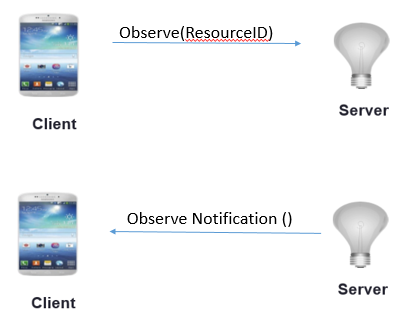 Observe(ResourceID)
Client
Server
Observe Notification ()
Client
Server